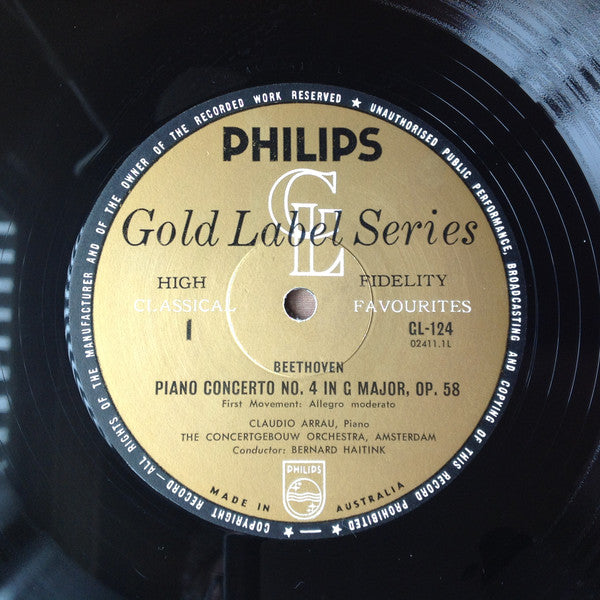 COPYRIGHT RECORD—ALL RIGHTS OF THE MANUFACTURER AND OF THE OWNER OF THE RECORDED WORK RESERVED ★ UNAUTHORISED PUBLIC PERFORMANCE, BROADCASTING AND COPYING OF THIS RECORD PROHIBITED ★ — ★
PHILIPS
GL
Gold Label Series
HIGH FIDELITY
CLASSICAL FAVOURITES
1 GL-124
02411.1L
BEETHOVEN
PIANO CONCERTO NO. 4 IN G MAJOR, OP. 58
First Movement: Allegro moderato
CLAUDIO ARRAU, Piano
THE CONCERTGEBOUW ORCHESTRA, AMSTERDAM
Conductor: BERNARD HAITINK
PHILIPS
MADE IN AUSTRALIA